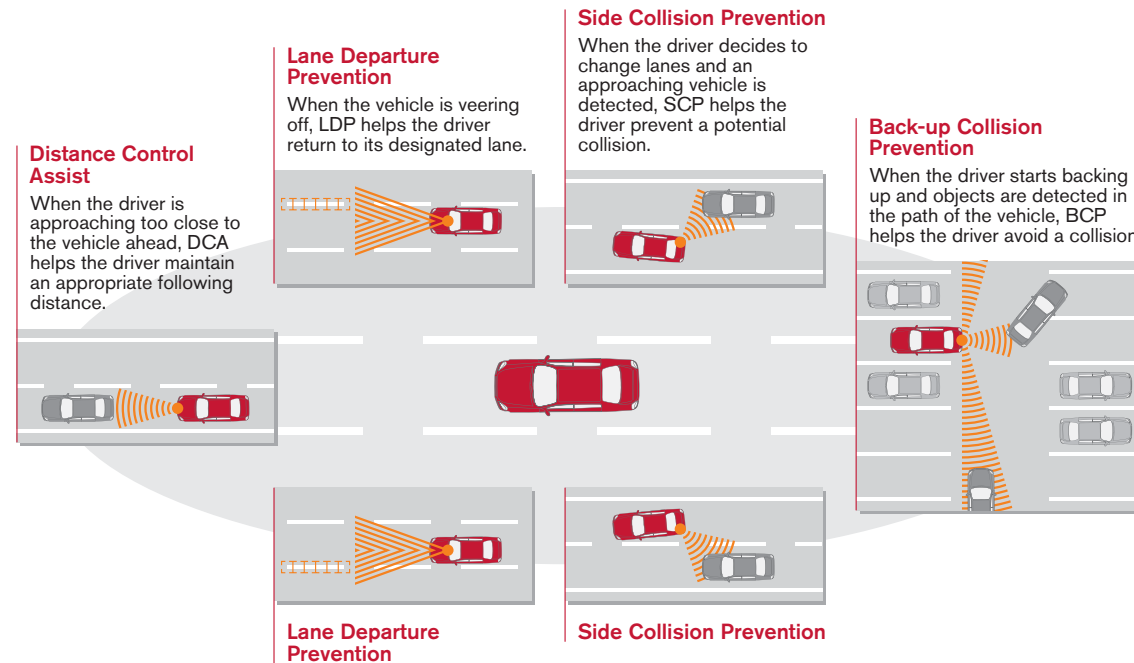 Side Collision Prevention
When the driver decides to
change lanes and an
approaching vehicle is
detected, SCP helps the
driver prevent a potential
collision.
Lane Departure
Prevention
When the vehicle is veering
off, LDP helps the driver
return to its designated lane.
Back-up Collision
Prevention
When the driver starts backing
up and objects are detected in
the path of the vehicle, BCP
helps the driver avoid a collision
Distance Control
Assist
When the driver is
approaching too close to
the vehicle ahead, DCA
helps the driver maintain
an appropriate following
distance.
Lane Departure
Prevention
Side Collision Prevention